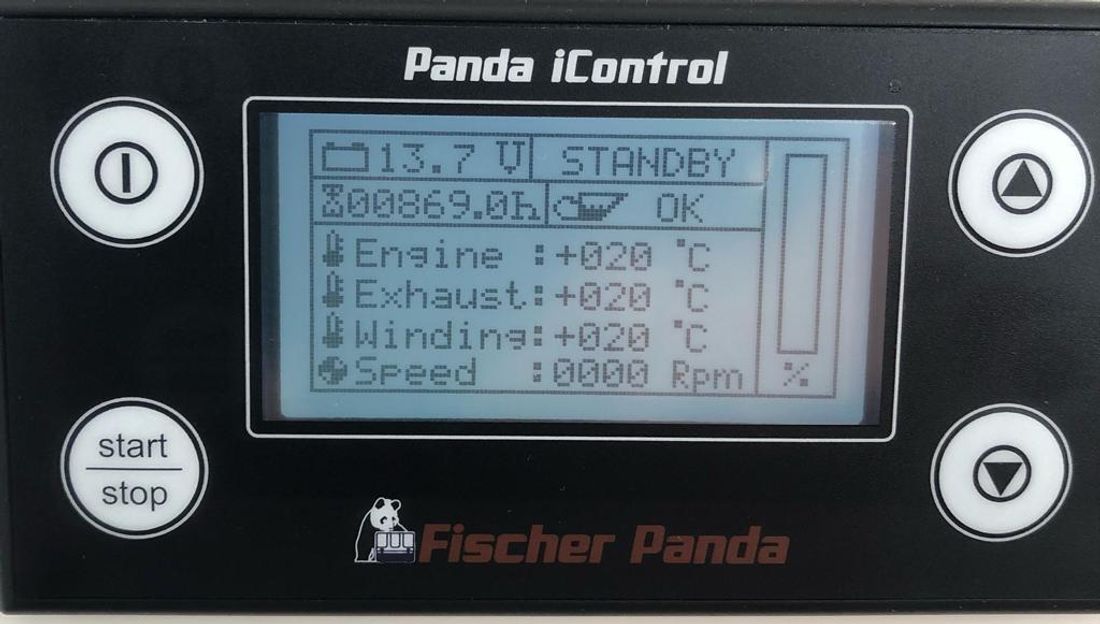 Panda iControl
13.7 V STANDBY
00869.0h OK
Engine :+020 °C
Exhaust:+020 °C
Winding:+020 °C
Speed :0000 Rpm %
start
stop
Fischer Panda